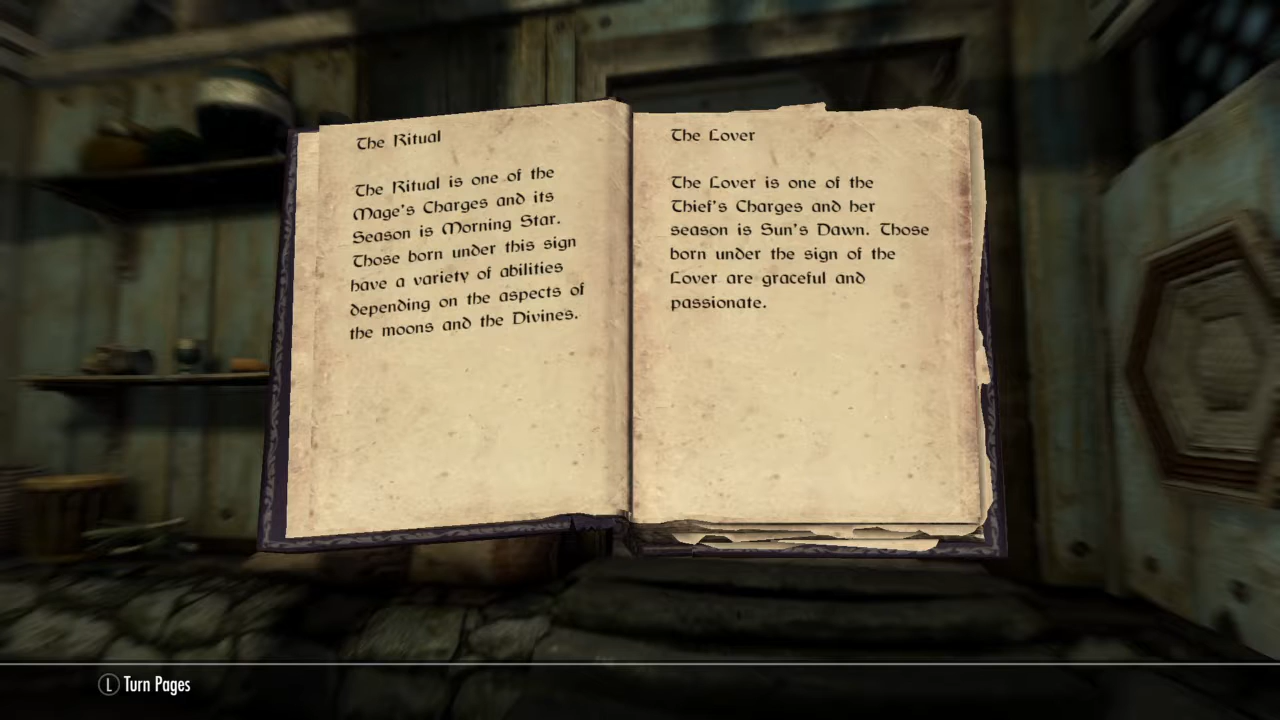 The Ritual
The Ritual is one of the
Mage's Charges and its
Season is Morning Star.
Those born under this sign
have a variety of abilities
depending on the aspects of
the moons and the Divines.
The Lover
The Lover is one of the
Thief's Charges and her
season is Sun's Dawn. Those
born under the sign of the
Lover are graceful and
passionate.
L Turn Pages